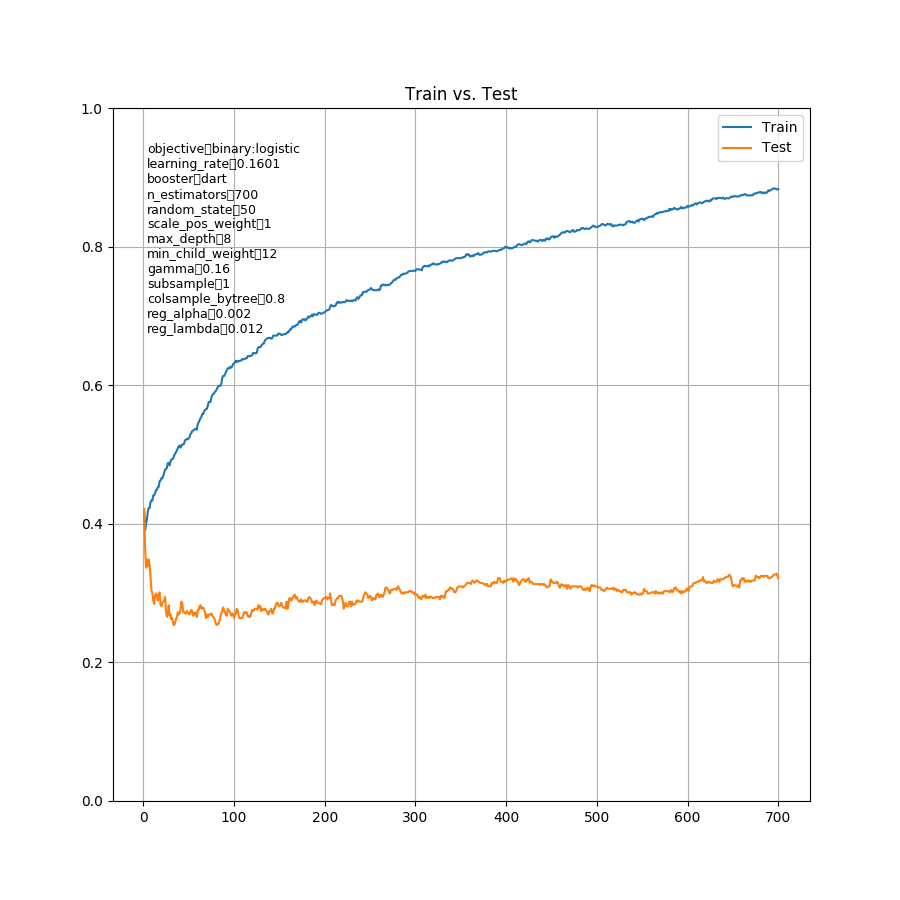 Train vs. Test
1.0
0.8
0.6
0.4
0.2
0.0
objective▯binary:logistic
learning_rate▯0.1601
booster▯dart
n_estimators▯700
random_state▯50
scale_pos_weight▯1
max_depth▯8
min_child_weight▯12
gamma▯0.16
subsample▯1
colsample_bytree▯0.8
reg_alpha▯0.002
reg_lambda▯0.012
Train
Test
0 100 200 300 400 500 600 700